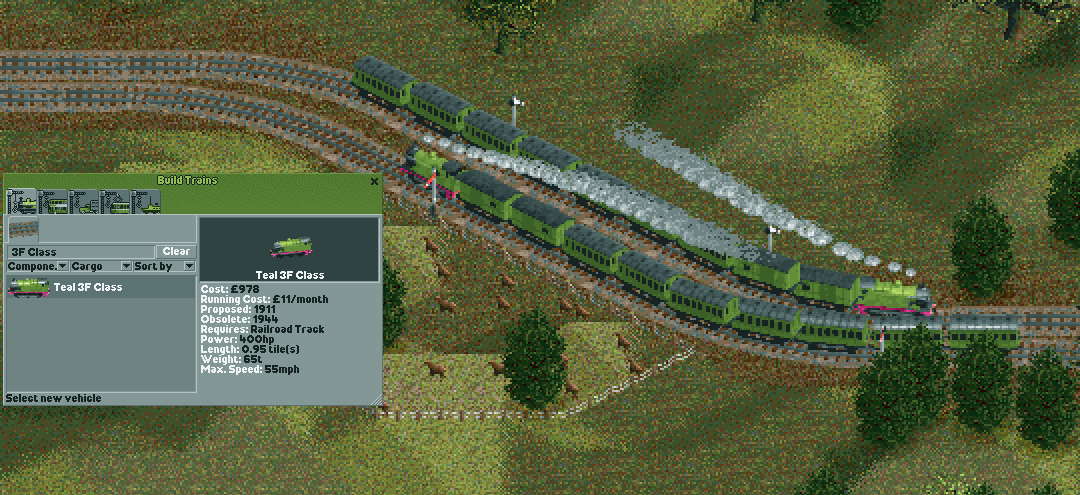 Build Trains
3F Class
Clear
Compone.
Cargo
Sort by
Teal 3F Class
Teal 3F Class
Cost: £978
Running Cost: £11/month
Proposed: 1911
Obsolete: 1944
Requires: Railroad Track
Power: 400hp
Length: 0.95 tile(s)
Weight: 65t
Max. Speed: 55mph
Select new vehicle